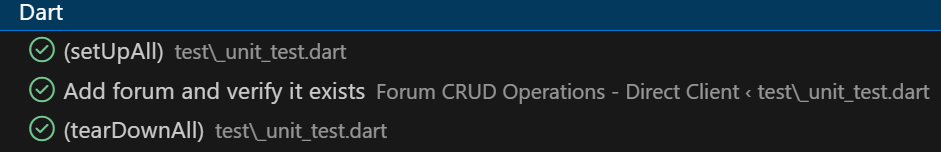 Dart
(setUpAll) test\_unit_test.dart
Add forum and verify it exists Forum CRUD Operations - Direct Client ‹ test\_unit_test.dart
(tearDownAll) test\_unit_test.dart